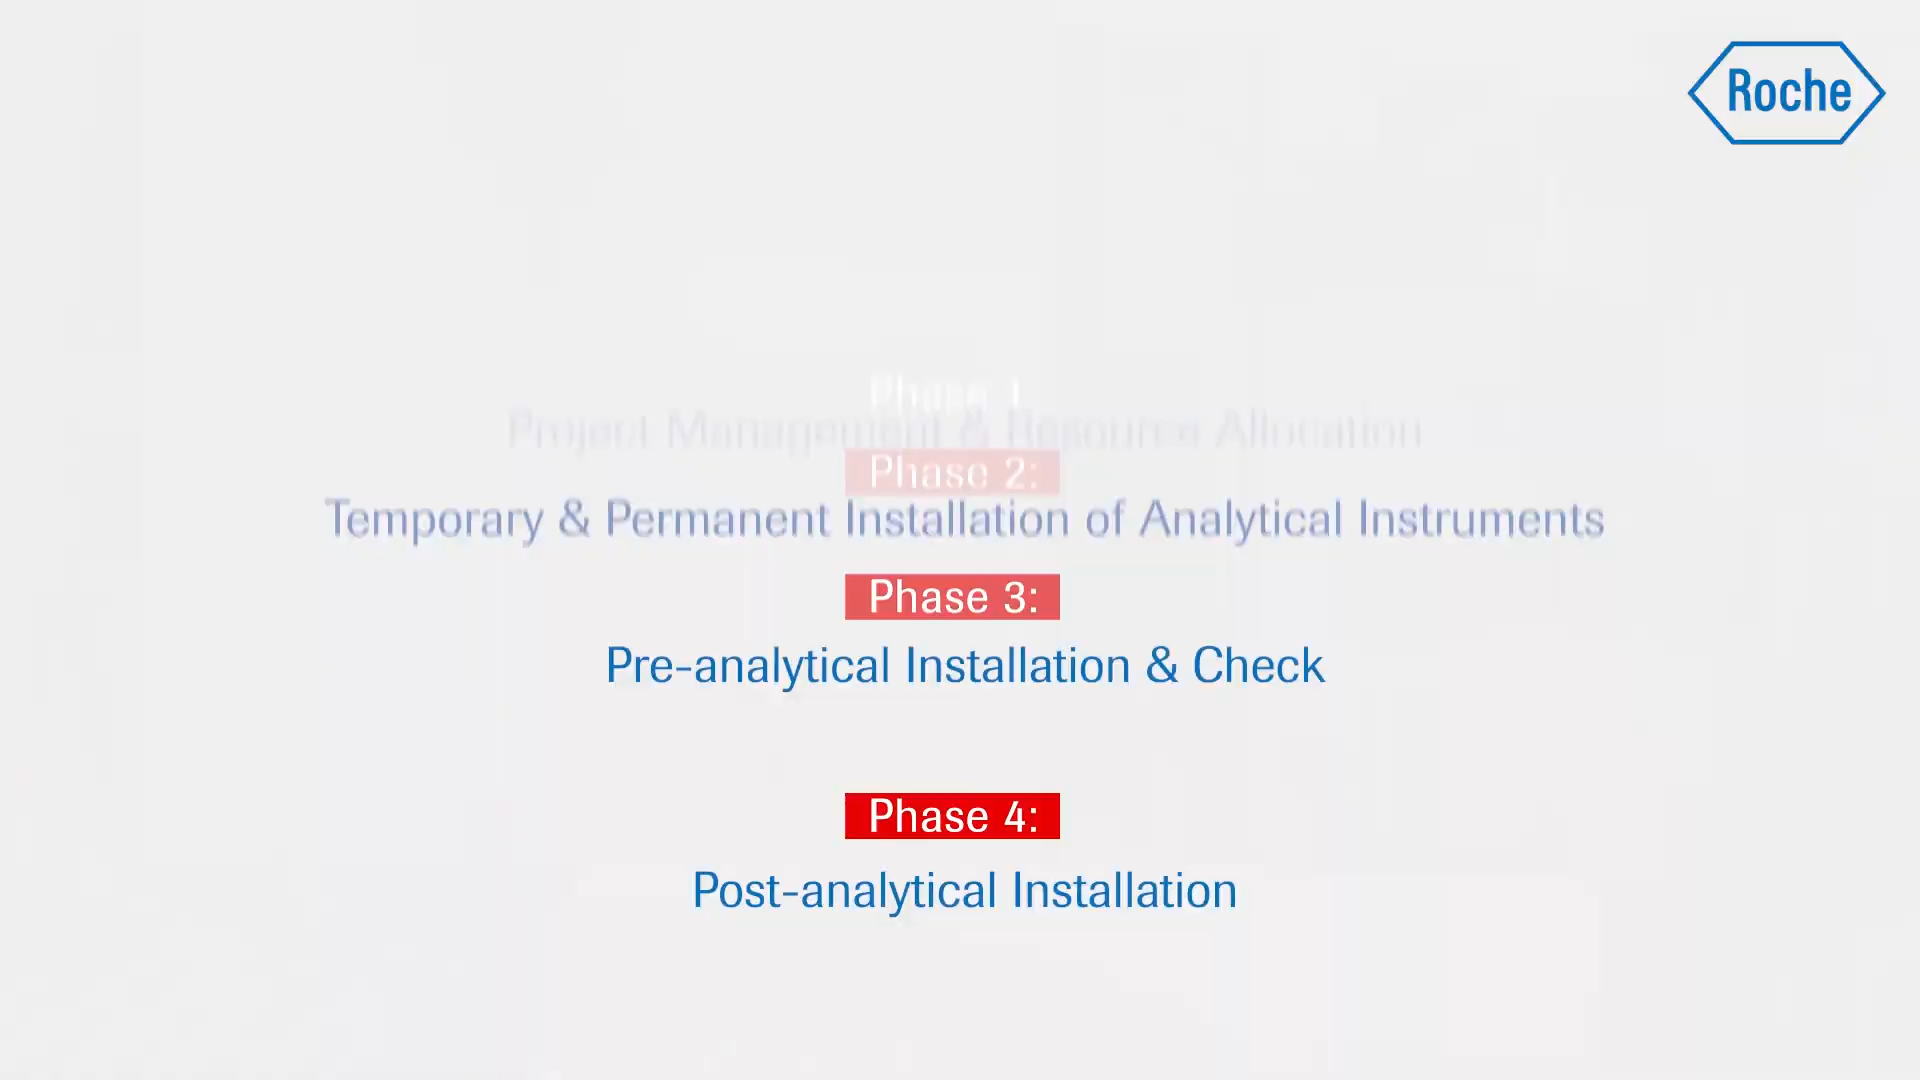 Roche
Phase 1
Project Management & Resource Allocation
Phase 2:
Temporary & Permanent Installation of Analytical Instruments
Phase 3:
Pre-analytical Installation & Check
Phase 4:
Post-analytical Installation